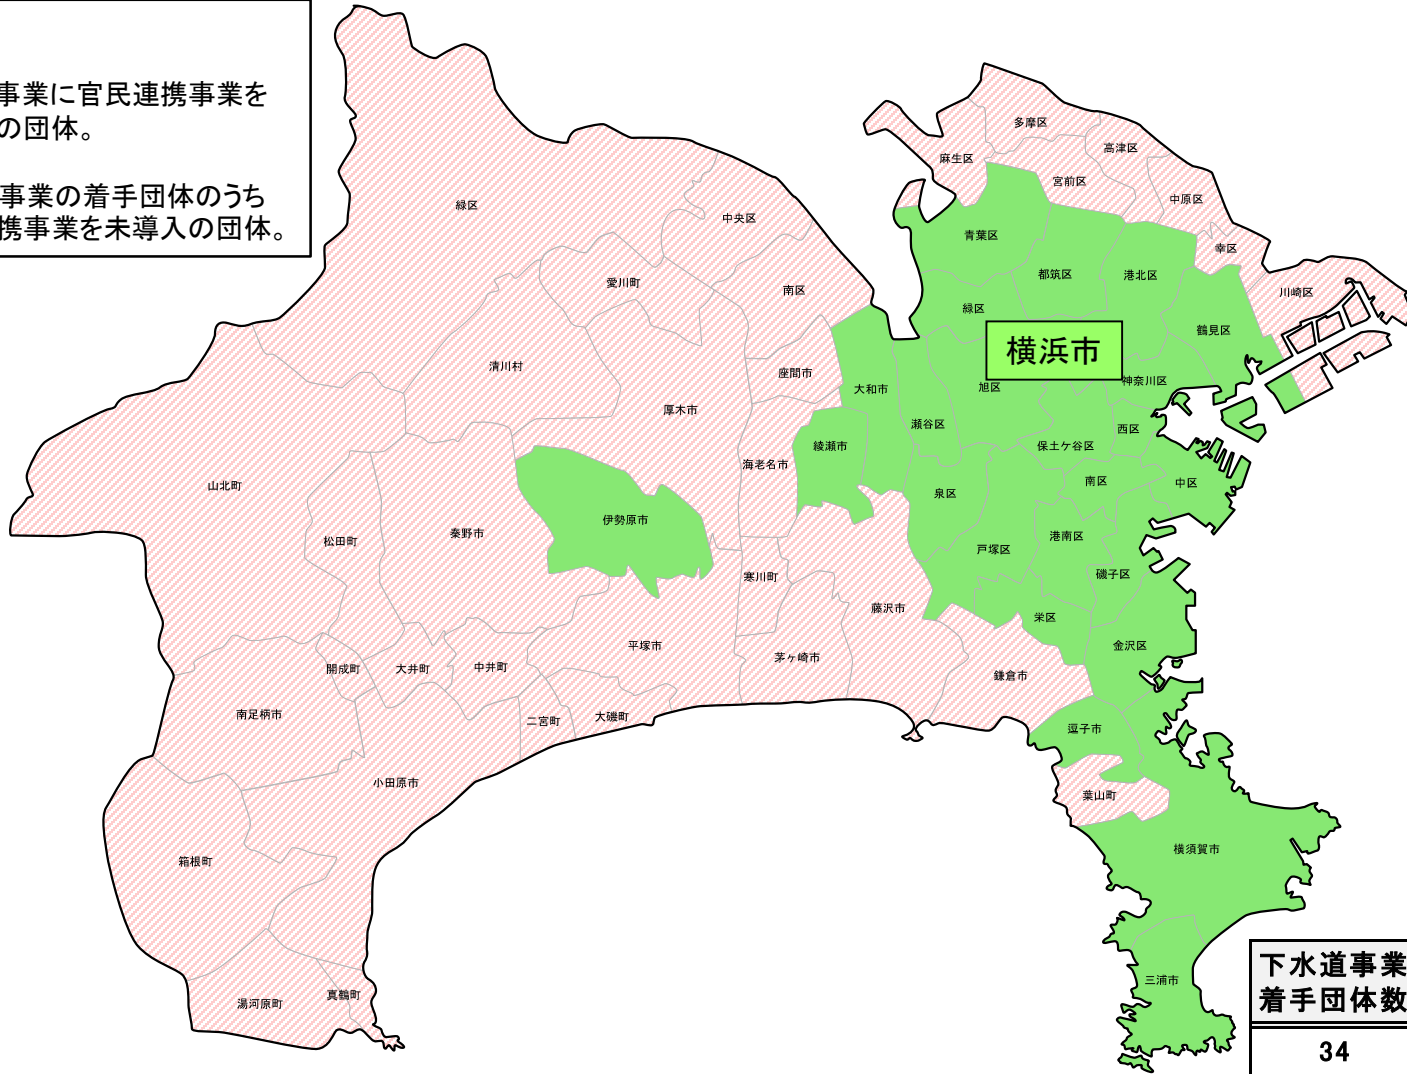 事業に官民連携事業を
の団体。
事業の着手団体のうち
携事業を未導入の団体。
多摩区
高津区
麻生区
宮前区
中原区
緑区
中央区
青葉区
幸区
都筑区
港北区
愛川町
南区
川崎区
緑区
鶴見区
横浜市
清川村
座間市
神奈川区
大和市
旭区
厚木市
瀬谷区
西区
綾瀬市
保土ケ谷区
海老名市
南区
中区
山北町
泉区
伊勢原市
秦野市
港南区
松田町
戸塚区
磯子区
寒川町
藤沢市
栄区
平塚市
金沢区
茅ヶ崎市
開成町
大井町
中井町
鎌倉市
南足柄市
二宮町
大磯町
逗子市
小田原市
葉山町
横須賀市
箱根町
三浦市
真鶴町
湯河原町
下水道事業
着手団体数
34